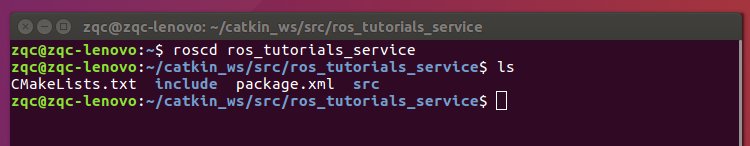 zqc@zqc-lenovo: ~/catkin_ws/src/ros_tutorials_service
zqc@zqc-lenovo:~$ roscd ros_tutorials_service
zqc@zqc-lenovo:~/catkin_ws/src/ros_tutorials_service$ ls
CMakeLists.txt  include  package.xml  src
zqc@zqc-lenovo:~/catkin_ws/src/ros_tutorials_service$